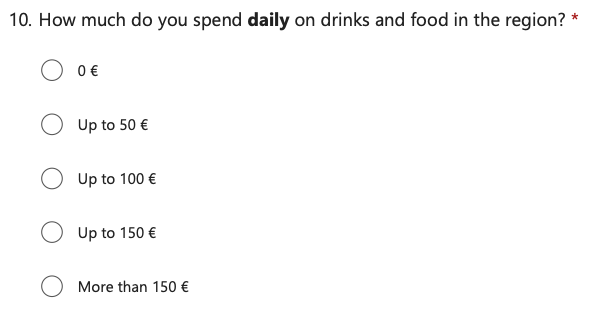 10. How much do you spend daily on drinks and food in the region? *
0 €
Up to 50 €
Up to 100 €
Up to 150 €
More than 150 €